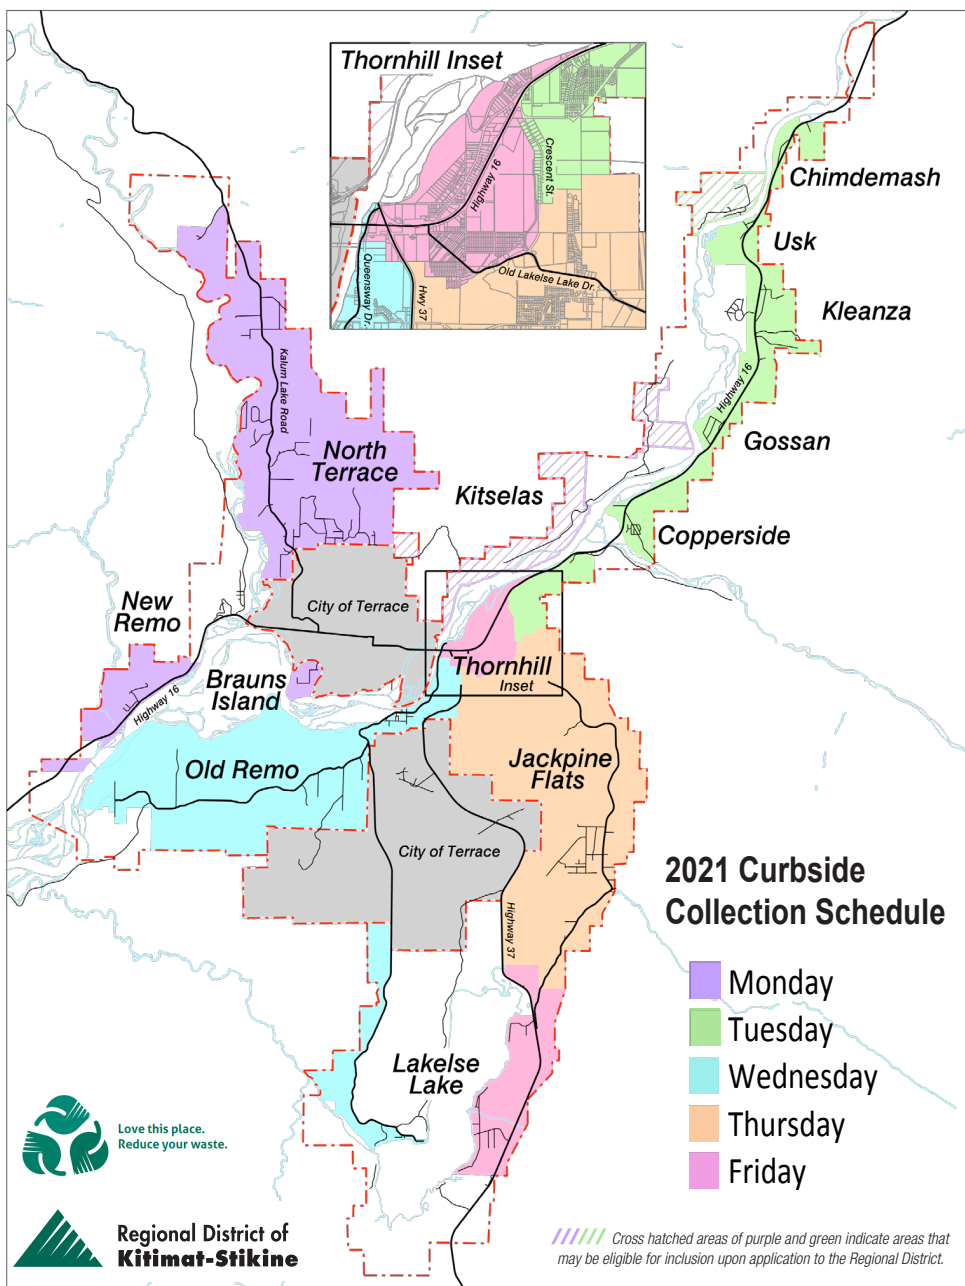 Thornhill Inset
Highway 16
Crescent St.
Old Lakelse Lake Dr.
Queensway Dr.
Hwy 37
Chimdemash
Usk
Kleanza
Highway 16
Gossan
Copperside
Kitselas
Kalum Lake Road
North
Terrace
City of Terrace
New
Remo
Highway 16
Brauns
Island
Thornhill
Inset
Old Remo
Jackpine
Flats
City of Terrace
Highway 37
Lakelse
Lake
2021 Curbside
Collection Schedule
Monday
Tuesday
Wednesday
Thursday
Friday
Love this place.
Reduce your waste.
Regional District of
Kitimat-Stikine
Cross hatched areas of purple and green indicate areas that
may be eligible for inclusion upon application to the Regional District.